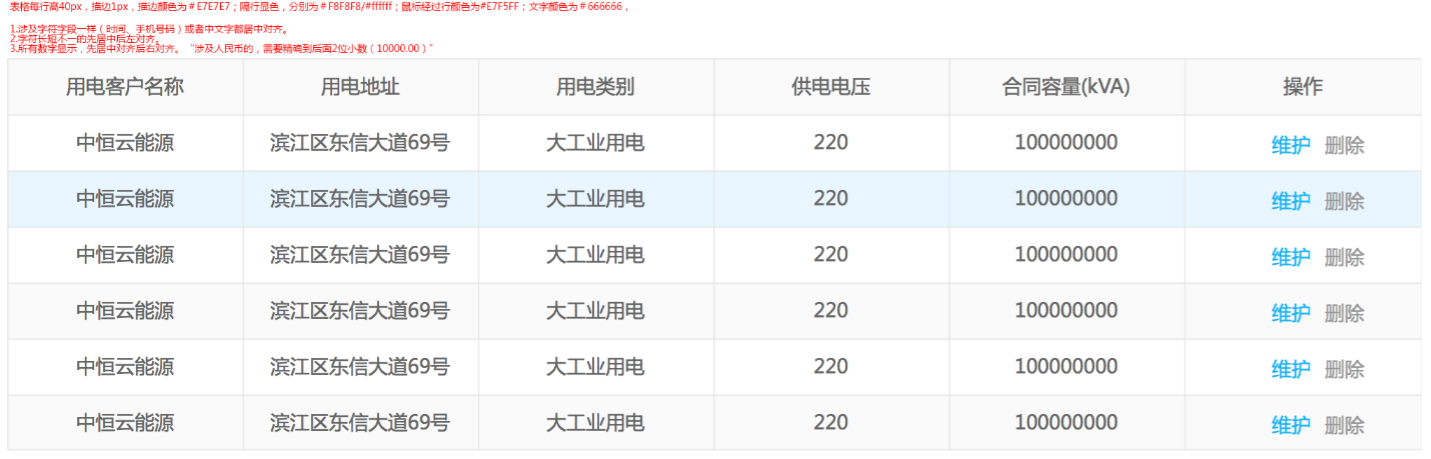 表格每行高40px，描边1px，描边颜色为＃E7E7E7；隔行显色，分别为＃F8F8F8/#ffffff；鼠标经过行颜色为#E7F5FF；文字颜色为＃666666，
1.涉及字符字段一样（时间、手机号码）或者中文字都居中对齐。
2.字符长短不一的先居中后左对齐。
3.所有数字显示，先居中对齐后右对齐。“涉及人民币的，需要精确到后面2位小数（10000.00）”
用电客户名称 用电地址 用电类别 供电电压 合同容量(kVA) 操作
中恒云能源 滨江区东信大道69号 大工业用电 220 100000000 维护 删除
中恒云能源 滨江区东信大道69号 大工业用电 220 100000000 维护 删除
中恒云能源 滨江区东信大道69号 大工业用电 220 100000000 维护 删除
中恒云能源 滨江区东信大道69号 大工业用电 220 100000000 维护 删除
中恒云能源 滨江区东信大道69号 大工业用电 220 100000000 维护 删除
中恒云能源 滨江区东信大道69号 大工业用电 220 100000000 维护 删除